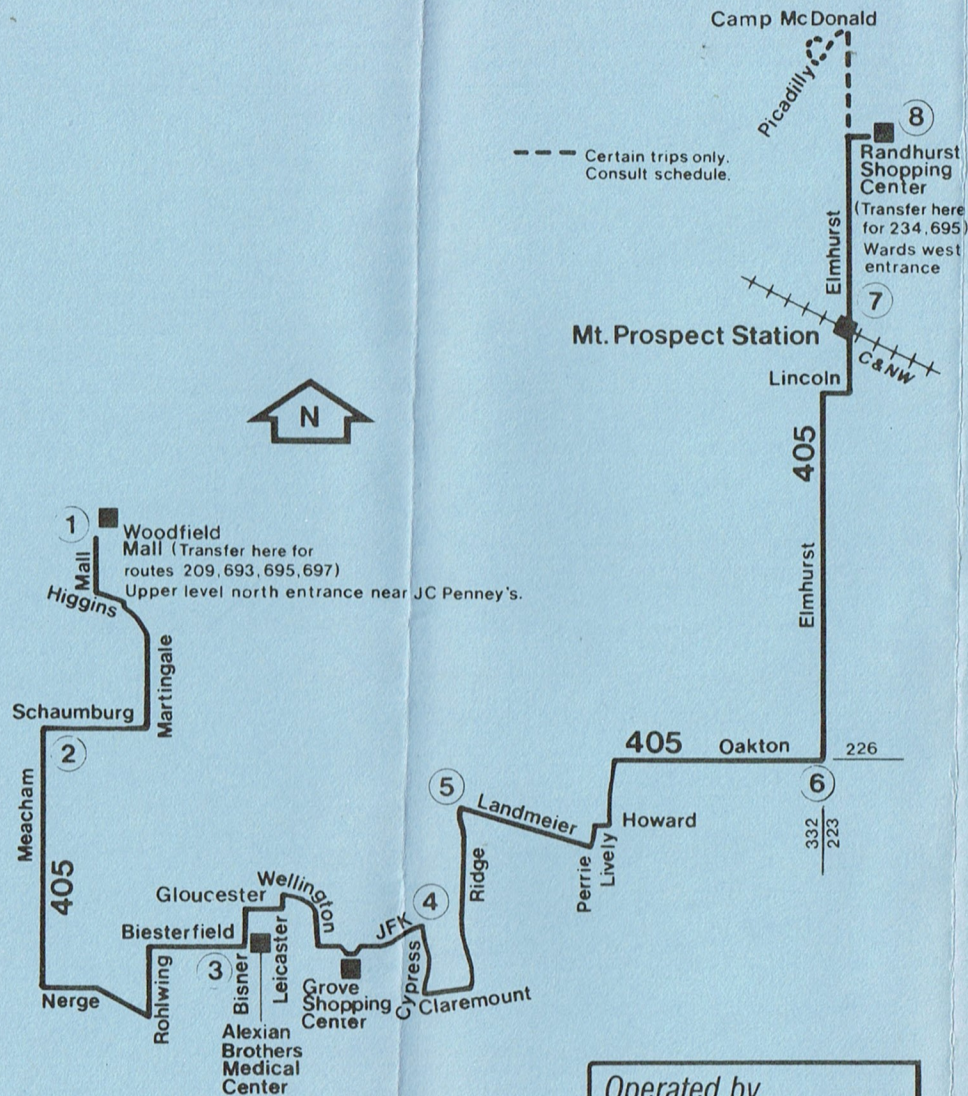 Camp McDonald
Picadilly
8
Certain trips only.
Consult schedule.
Randhurst
Shopping
Center
(Transfer here
for 234,695)
Wards west
entrance
Elmhurst
7
Mt. Prospect Station
C&NW
Lincoln
N
405
1
Woodfield
Mall (Transfer here for
routes 209,693,695,697)
Upper level north entrance near JC Penney's.
Mall
Higgins
Elmhurst
Martingale
Schaumburg
2
405 Oakton
226
6
332
223
5
Landmeier
Howard
Meacham
405
Ridge
Perrie
Lively
Wellington
Gloucester
4
JFK
Biesterfield
Leicaster
3
Bisner
Cypress
Grove
Shopping
Center
Claremount
Nerge
Rohlwing
Alexian
Brothers
Medical
Center
Operated by